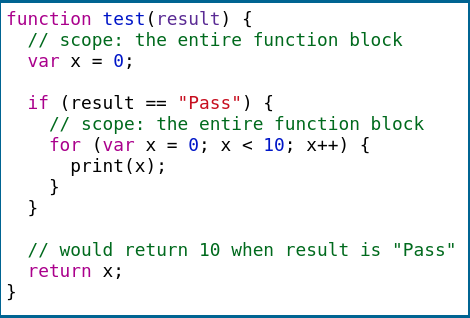 function test(result) {
  // scope: the entire function block
  var x = 0;

  if (result == "Pass") {
    // scope: the entire function block
    for (var x = 0; x < 10; x++) {
      print(x);
    }
  }

  // would return 10 when result is "Pass"
  return x;
}